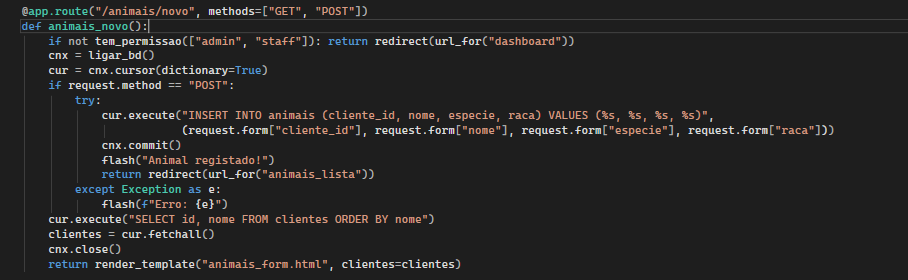 @app.route("/animais/novo", methods=["GET", "POST"])
def animais_novo():
    if not tem_permissao(["admin", "staff"]): return redirect(url_for("dashboard"))
    cnx = ligar_bd()
    cur = cnx.cursor(dictionary=True)
    if request.method == "POST":
        try:
            cur.execute("INSERT INTO animais (cliente_id, nome, especie, raca) VALUES (%s, %s, %s, %s)",
                        (request.form["cliente_id"], request.form["nome"], request.form["especie"], request.form["raca"]))
            cnx.commit()
            flash("Animal registado!")
            return redirect(url_for("animais_lista"))
        except Exception as e:
            flash(f"Erro: {e}")
    cur.execute("SELECT id, nome FROM clientes ORDER BY nome")
    clientes = cur.fetchall()
    cnx.close()
    return render_template("animais_form.html", clientes=clientes)